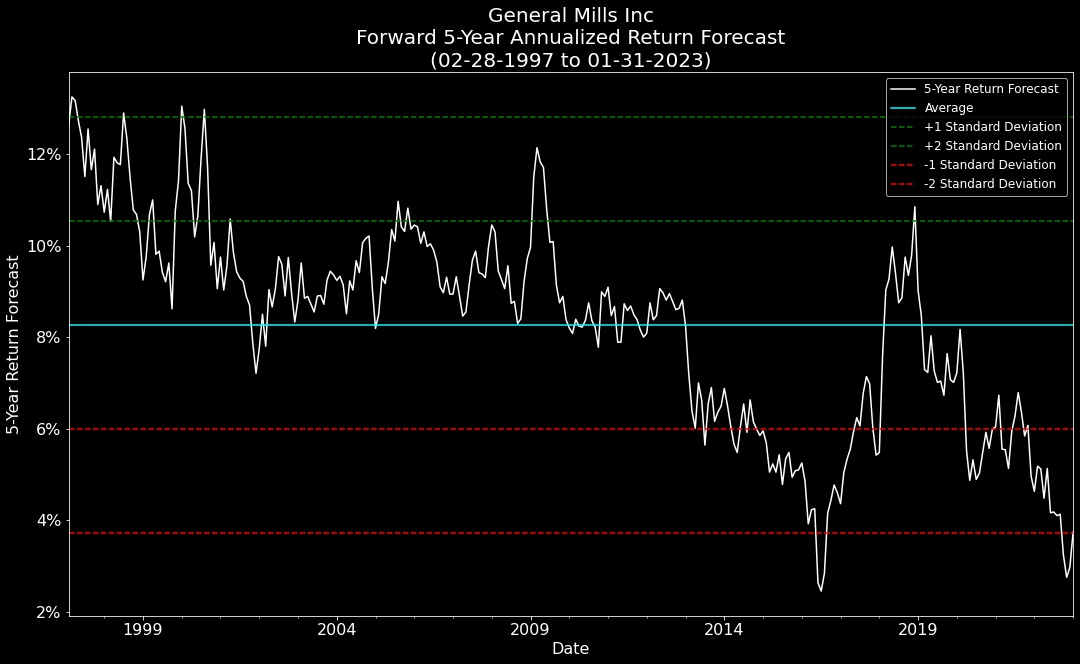 General Mills Inc
Forward 5-Year Annualized Return Forecast
(02-28-1997 to 01-31-2023)
5-Year Return Forecast
Average
+1 Standard Deviation
+2 Standard Deviation
-1 Standard Deviation
-2 Standard Deviation
5-Year Return Forecast
12%
10%
8%
6%
4%
2%
1999
2004
2009
2014
2019
Date